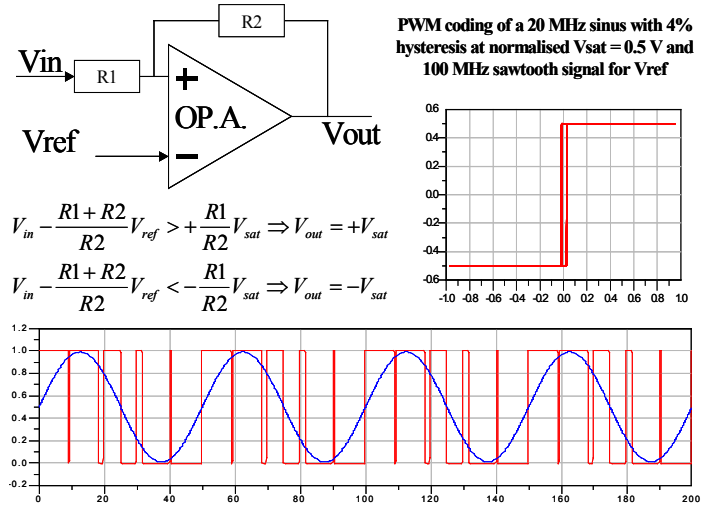 R2
PWM coding of a 20 MHz sinus with 4%
hysteresis at normalised Vsat = 0.5 V and
100 MHz sawtooth signal for Vref
Vin
R1
+
OP.A.
Vref
−
Vout
0.6
0.4
0.2
0.0
-0.2
-0.4
-0.6
-1.0 -0.8 -0.6 -0.4 -0.2 0.0 0.2 0.4 0.6 0.8 1.0
V_in − (R1 + R2)/R2 V_ref > + R1/R2 V_sat ⇒ V_out = +V_sat
V_in − (R1 + R2)/R2 V_ref < − R1/R2 V_sat ⇒ V_out = −V_sat
1.2
1.0
0.8
0.6
0.4
0.2
0.0
-0.2
0 20 40 60 80 100 120 140 160 180 200